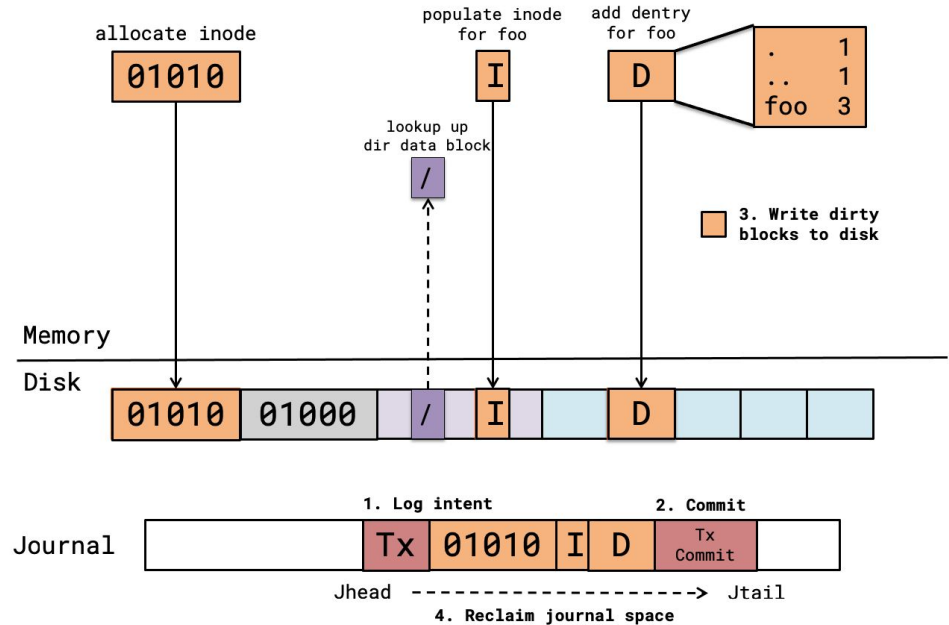 allocate inode
populate inode
for foo
add dentry
for foo
01010
I
D
. 1
.. 1
foo 3
lookup up
dir data block
/
3. Write dirty
blocks to disk
Memory
Disk
01010
01000
/
I
D
1. Log intent
2. Commit
Journal
Tx
01010
I
D
Tx
Commit
Jhead
Jtail
4. Reclaim journal space